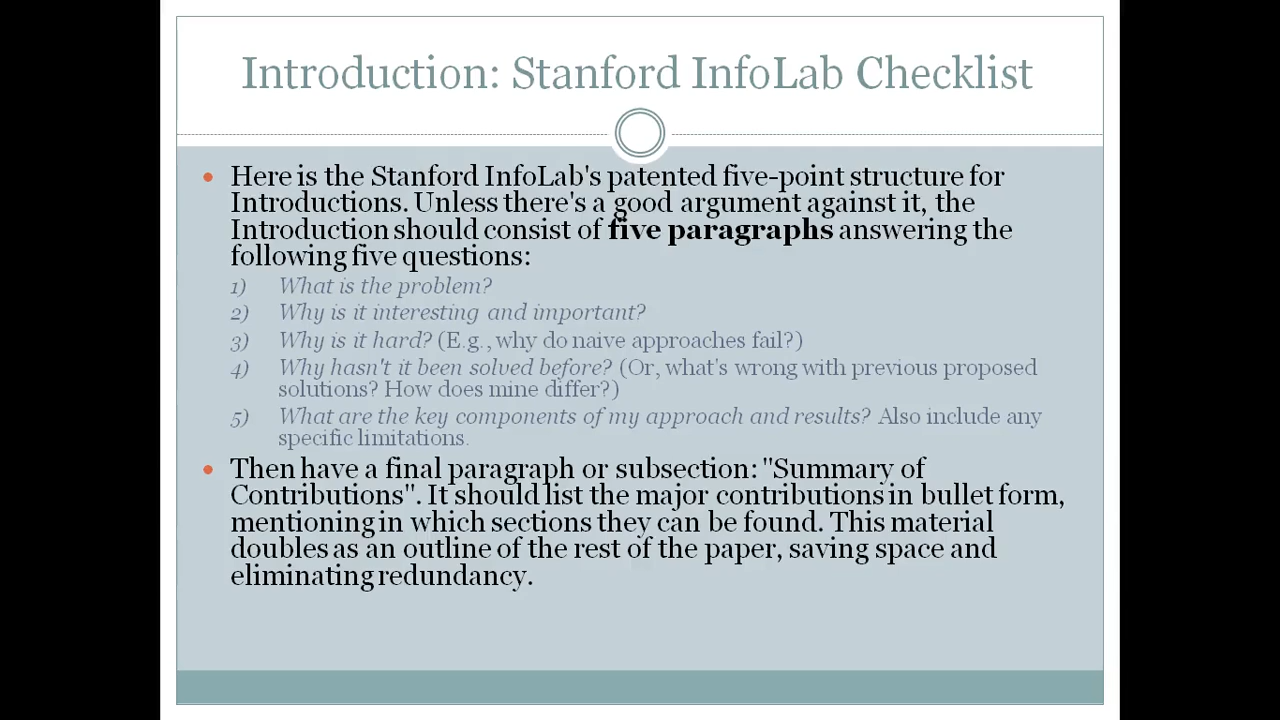 Introduction: Stanford InfoLab Checklist
• Here is the Stanford InfoLab's patented five-point structure for
Introductions. Unless there's a good argument against it, the
Introduction should consist of five paragraphs answering the
following five questions:
1) What is the problem?
2) Why is it interesting and important?
3) Why is it hard? (E.g., why do naive approaches fail?)
4) Why hasn't it been solved before? (Or, what's wrong with previous proposed
solutions? How does mine differ?)
5) What are the key components of my approach and results? Also include any
specific limitations.
• Then have a final paragraph or subsection: "Summary of
Contributions". It should list the major contributions in bullet form,
mentioning in which sections they can be found. This material
doubles as an outline of the rest of the paper, saving space and
eliminating redundancy.